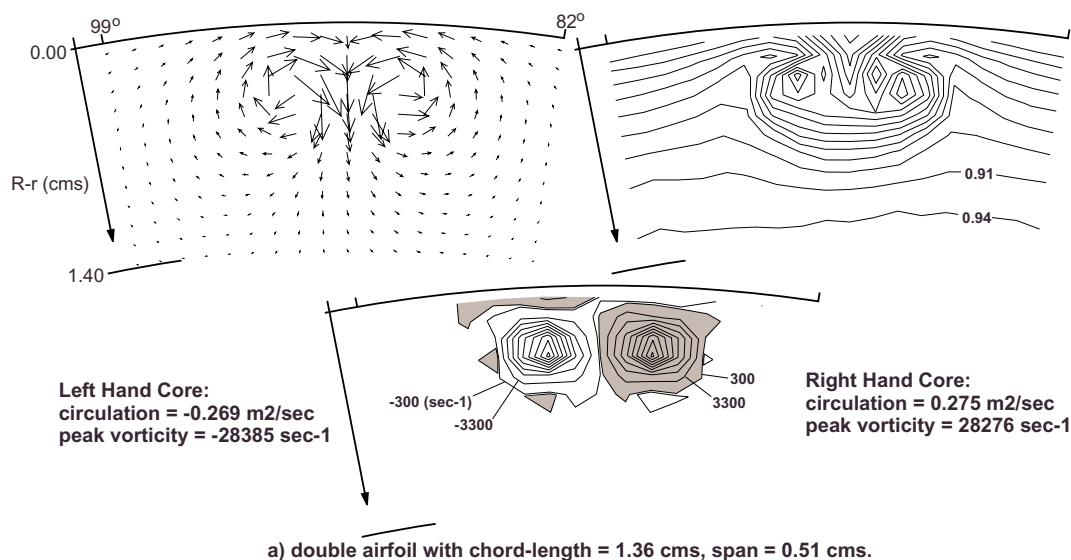 99o
82o
0.00
R-r (cms)
1.40
0.91
0.94
-300 (sec-1)
-3300
300
3300
Left Hand Core:
circulation = -0.269 m2/sec
peak vorticity = -28385 sec-1
Right Hand Core:
circulation = 0.275 m2/sec
peak vorticity = 28276 sec-1
a) double airfoil with chord-length = 1.36 cms, span = 0.51 cms.